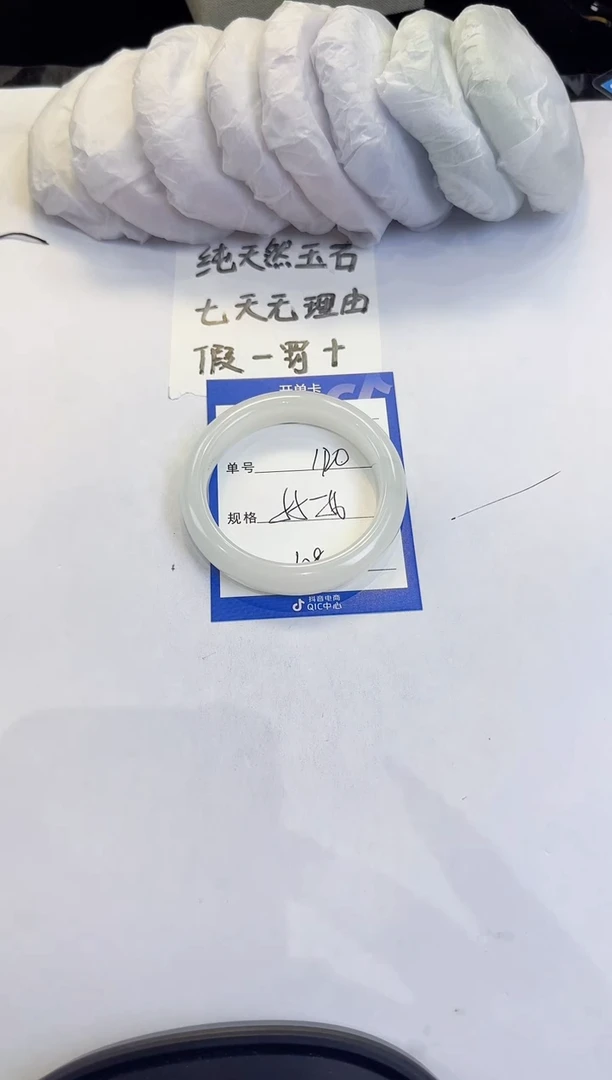 纯天然玉石
七天无理由
假一罚十
开单卡
单号 120
规格
抖音电商
QIC中心